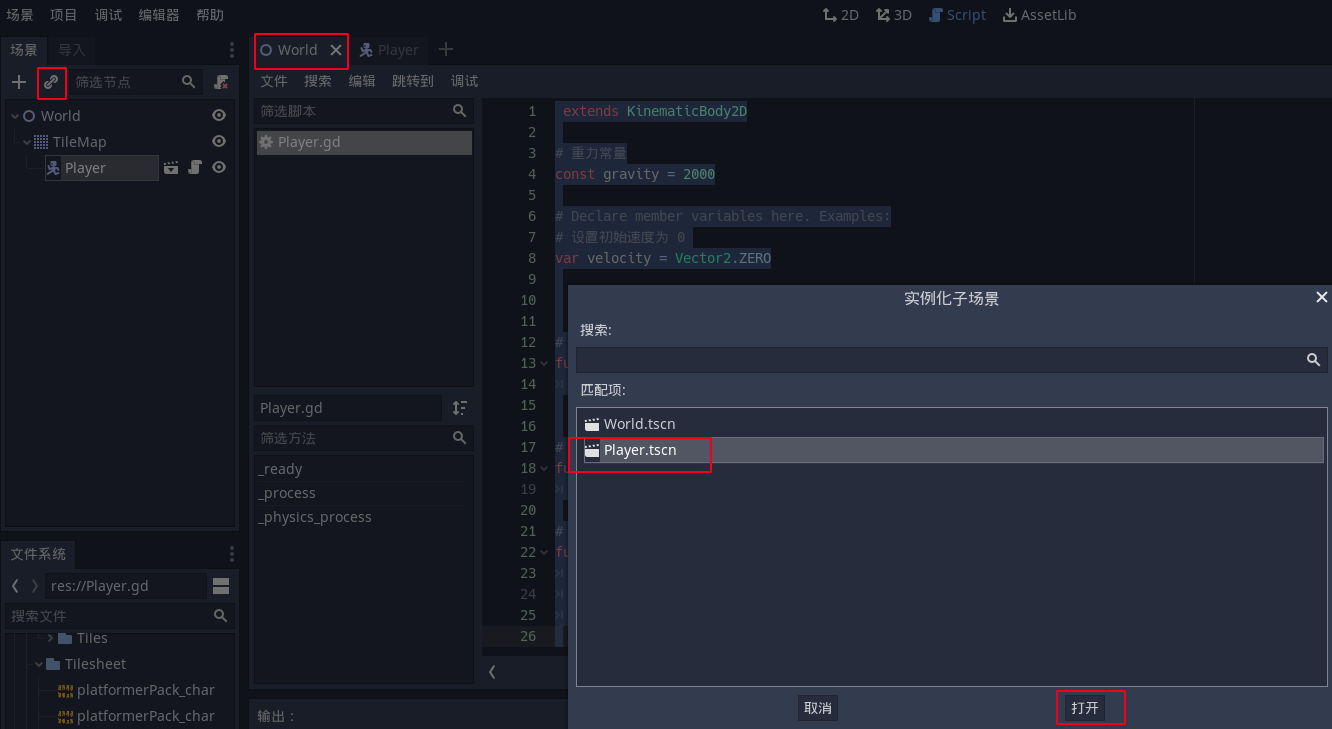 场景 项目 调试 编辑器 帮助
2D 3D Script AssetLib
场景 导入
筛选节点
World
TileMap
Player
文件系统
res://Player.gd
搜索文件
Tiles
Tilesheet
platformerPack_char
platformerPack_char
World Player
文件 搜索 编辑 跳转到 调试
筛选脚本
Player.gd
Player.gd
筛选方法
_ready
_process
_physics_process
输出：
1 extends KinematicBody2D
2
3 # 重力常量
4 const gravity = 2000
5
6 # Declare member variables here. Examples:
7 # 设置初始速度为 0
8 var velocity = Vector2.ZERO
9
10
11
12 #
13 fu
14
15
16
17 #
18 fu
19
20
21 #
22 fu
23
24
25
26
实例化子场景
搜索:
匹配项:
World.tscn
Player.tscn
取消 打开